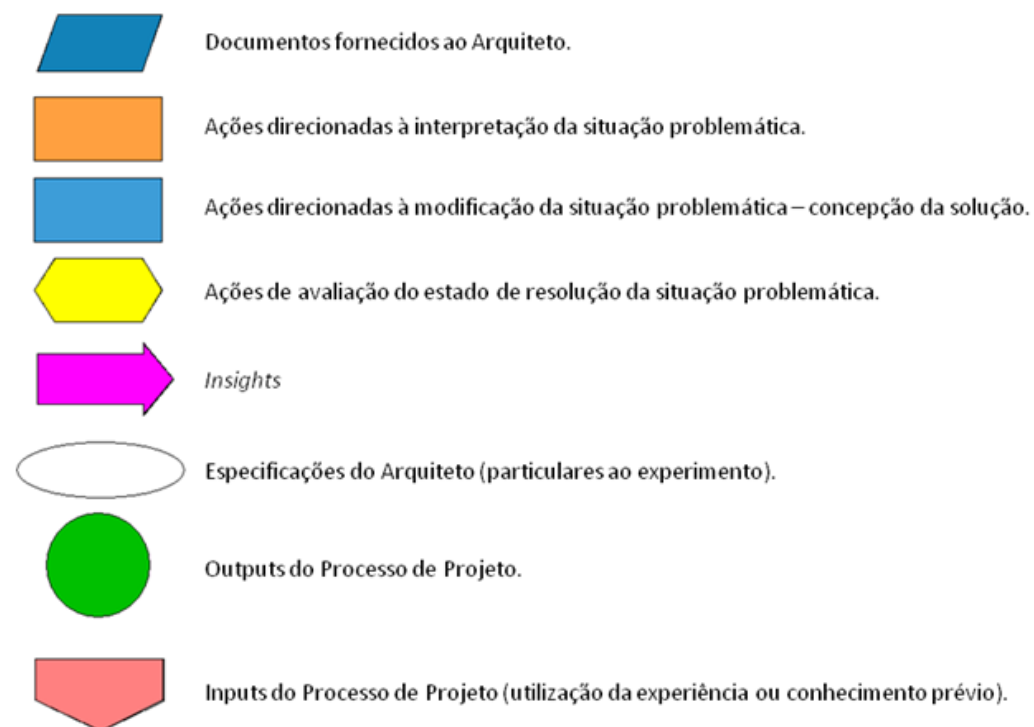 Documentos fornecidos ao Arquiteto.
Ações direcionadas à interpretação da situação problemática.
Ações direcionadas à modificação da situação problemática – concepção da solução.
Ações de avaliação do estado de resolução da situação problemática.
Insights
Especificações do Arquiteto (particulares ao experimento).
Outputs do Processo de Projeto.
Inputs do Processo de Projeto (utilização da experiência ou conhecimento prévio).